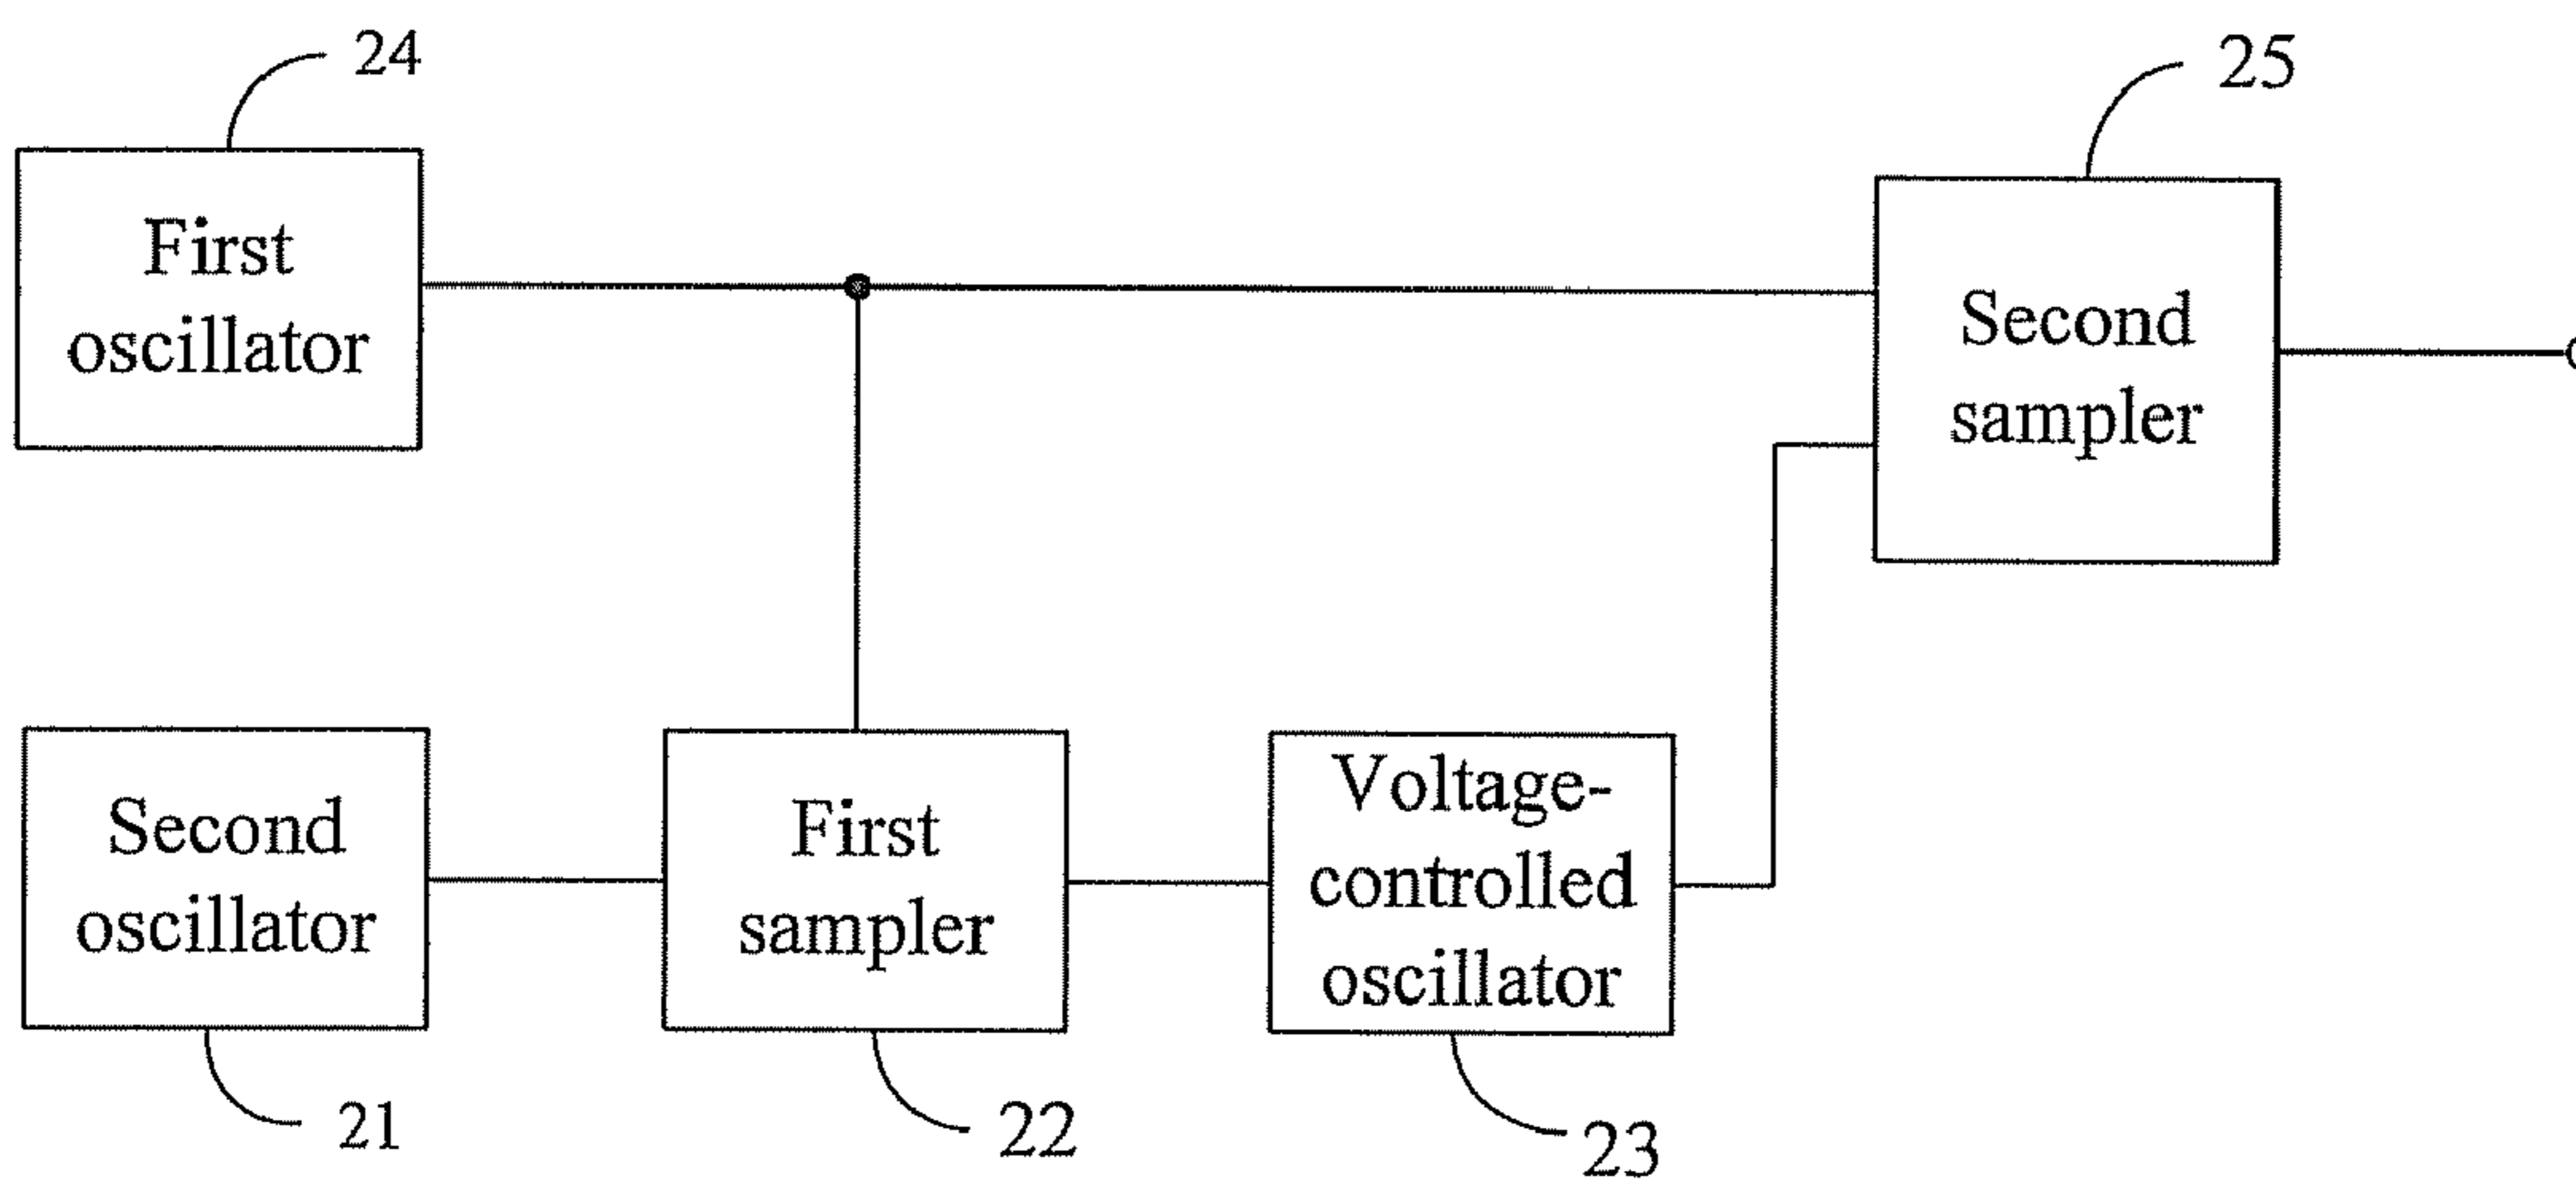 24
25
First
oscillator
Second
sampler
Second
oscillator
First
sampler
Voltage-
controlled
oscillator
21
22
23